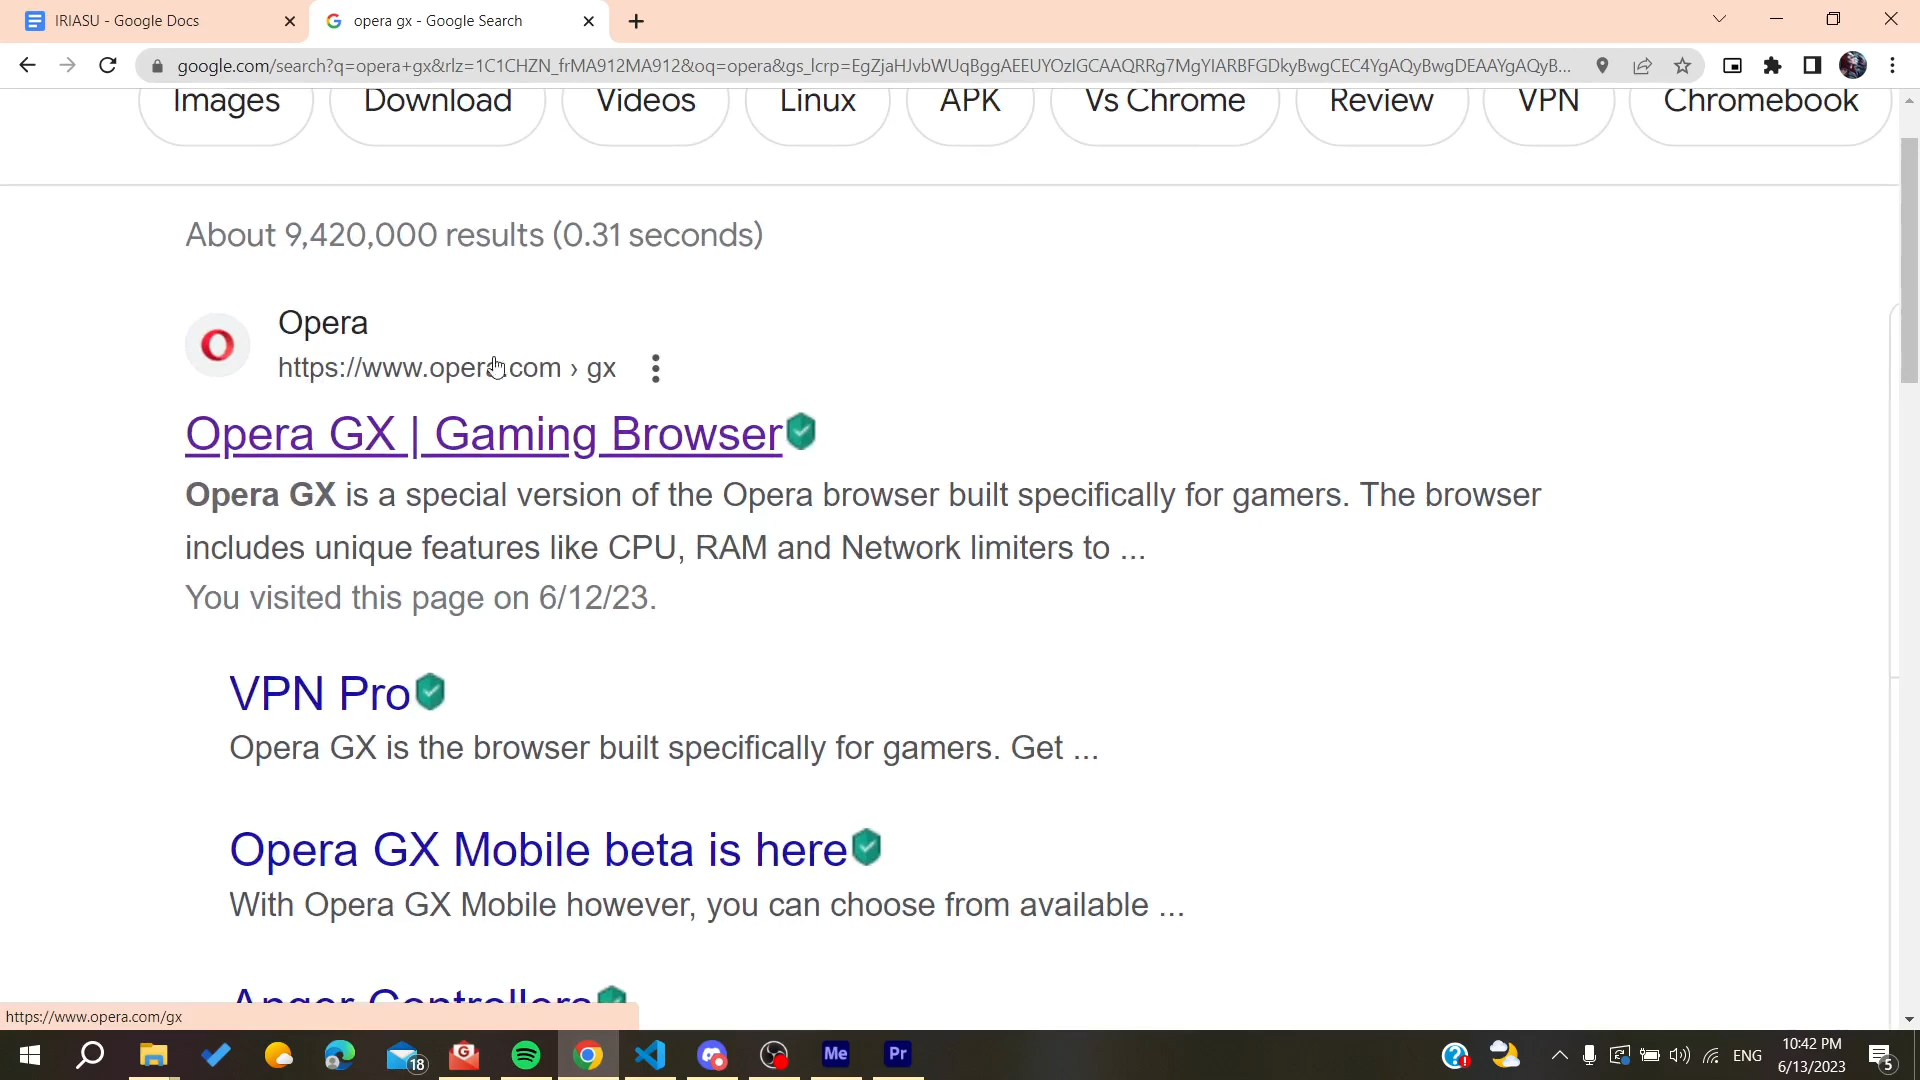 IRIASU - Google Docs
opera gx - Google Search
google.com/search?q=opera+gx&rlz=1C1CHZN_frMA912MA912&oq=opera&gs_lcrp=EgZjaHJvbWUqBggAEEUYOzIGCAAQRRg7MgYIARBFGDkyBwgCEC4YgAQyBwgDEAAYgAQyB...
Images
Download
Videos
Linux
APK
Vs Chrome
Review
VPN
Chromebook
About 9,420,000 results (0.31 seconds)
Opera
https://www.opera.com › gx
Opera GX | Gaming Browser
Opera GX is a special version of the Opera browser built specifically for gamers. The browser
includes unique features like CPU, RAM and Network limiters to ...
You visited this page on 6/12/23.
VPN Pro
Opera GX is the browser built specifically for gamers. Get ...
Opera GX Mobile beta is here
With Opera GX Mobile however, you can choose from available ...
Anger Controllers
https://www.opera.com/gx
18
Me
Pr
ENG
10:42 PM
6/13/2023
5